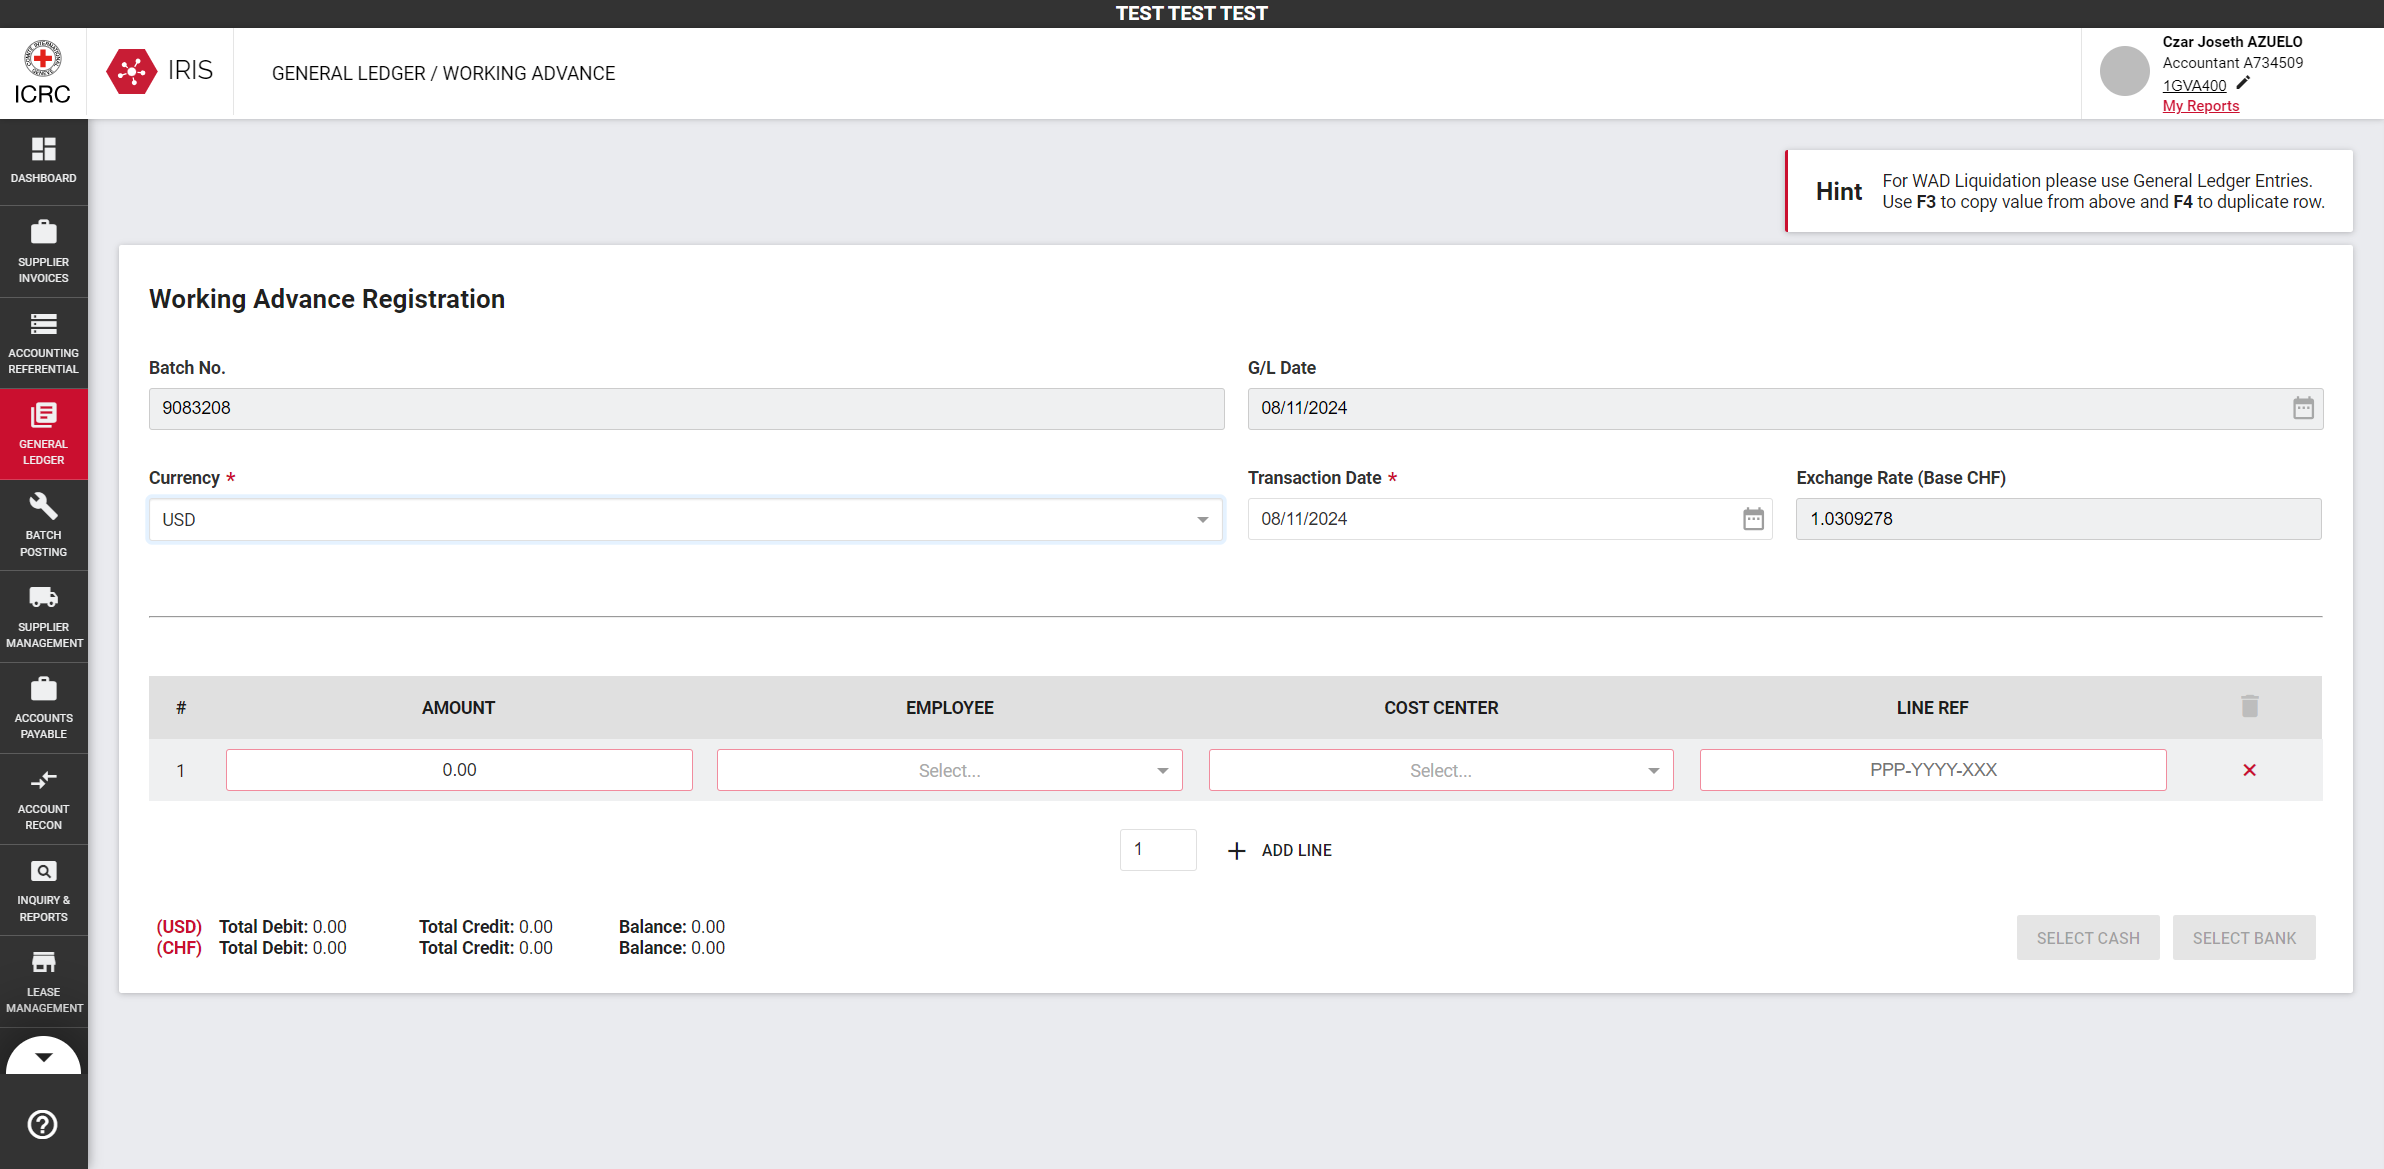 TEST TEST TEST
ICRC
IRIS
GENERAL LEDGER / WORKING ADVANCE
Czar Joseth AZUELO
Accountant A734509
1GVA400
My Reports
DASHBOARD
SUPPLIER
INVOICES
ACCOUNTING
REFERENTIAL
GENERAL
LEDGER
BATCH
POSTING
SUPPLIER
MANAGEMENT
ACCOUNTS
PAYABLE
ACCOUNT
RECON
INQUIRY &
REPORTS
LEASE
MANAGEMENT
Hint
For WAD Liquidation please use General Ledger Entries.
Use F3 to copy value from above and F4 to duplicate row.
Working Advance Registration
Batch No.
9083208
G/L Date
08/11/2024
Currency *
USD
Transaction Date *
08/11/2024
Exchange Rate (Base CHF)
1.0309278
# AMOUNT EMPLOYEE COST CENTER LINE REF
1 0.00 Select... Select... PPP-YYYY-XXX
1 ADD LINE
(USD) Total Debit: 0.00 Total Credit: 0.00 Balance: 0.00
(CHF) Total Debit: 0.00 Total Credit: 0.00 Balance: 0.00
SELECT CASH SELECT BANK